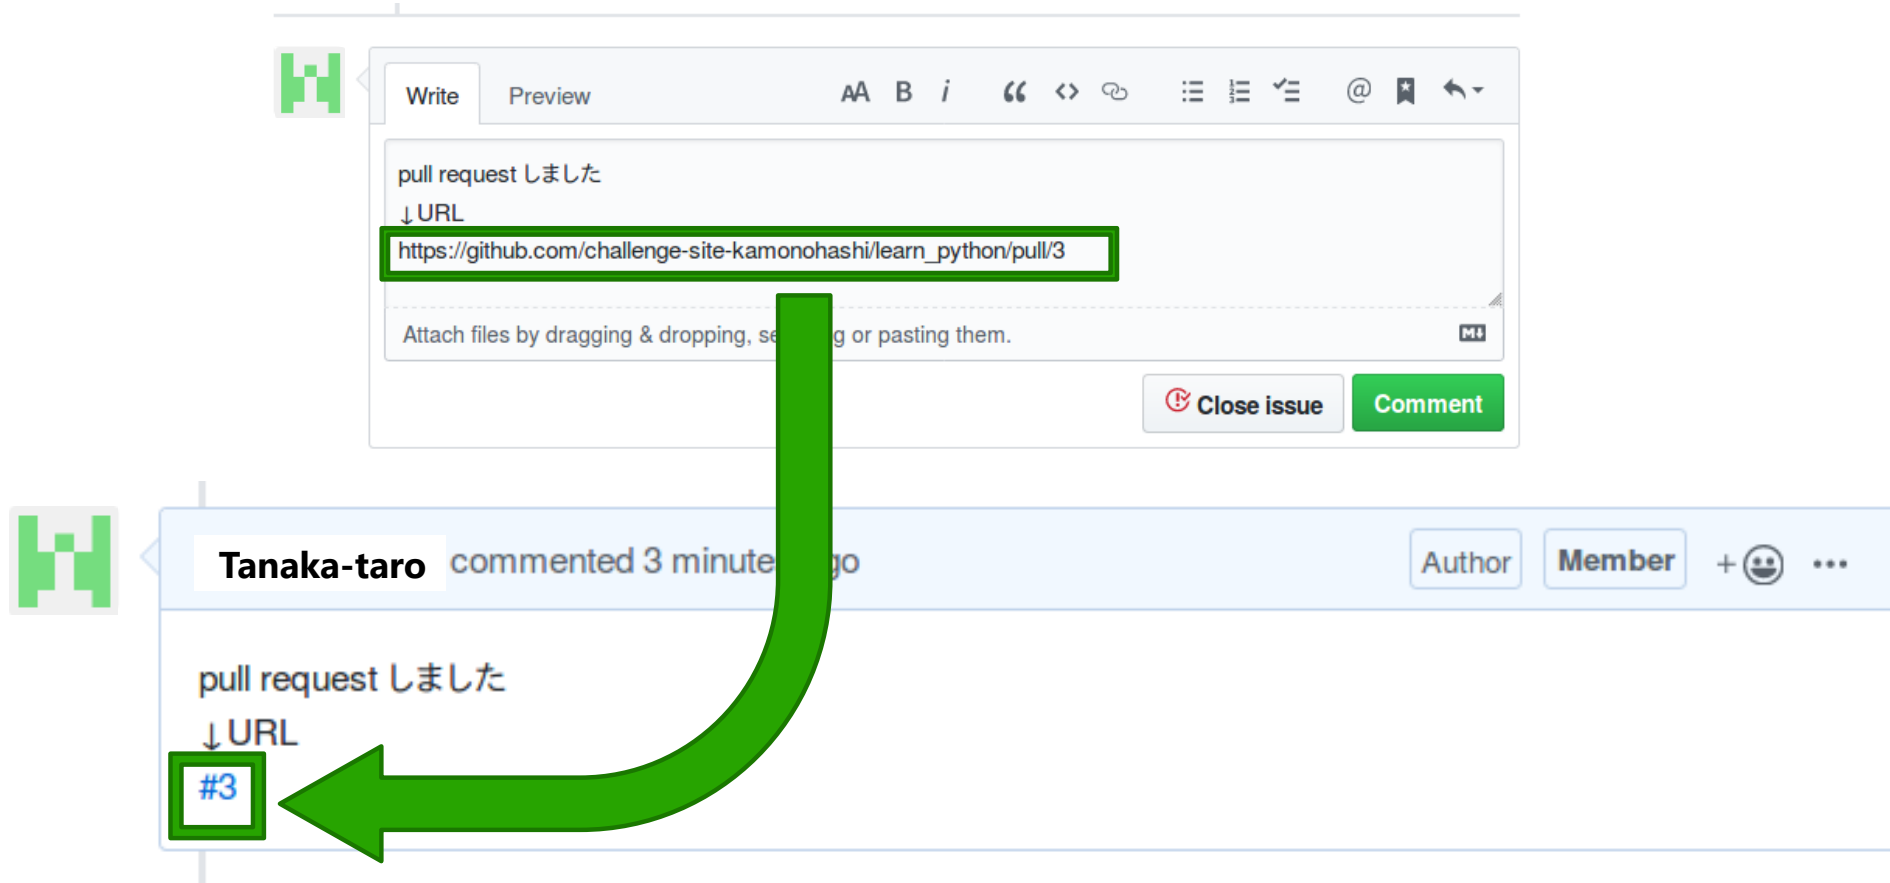 Write Preview AA B i “ <> @
pull request しました
↓URL
https://github.com/challenge-site-kamonohashi/learn_python/pull/3
Attach files by dragging & dropping, se g or pasting them.
Close issue Comment
Tanaka-taro commented 3 minute go Author Member + ...
pull request しました
↓URL
#3